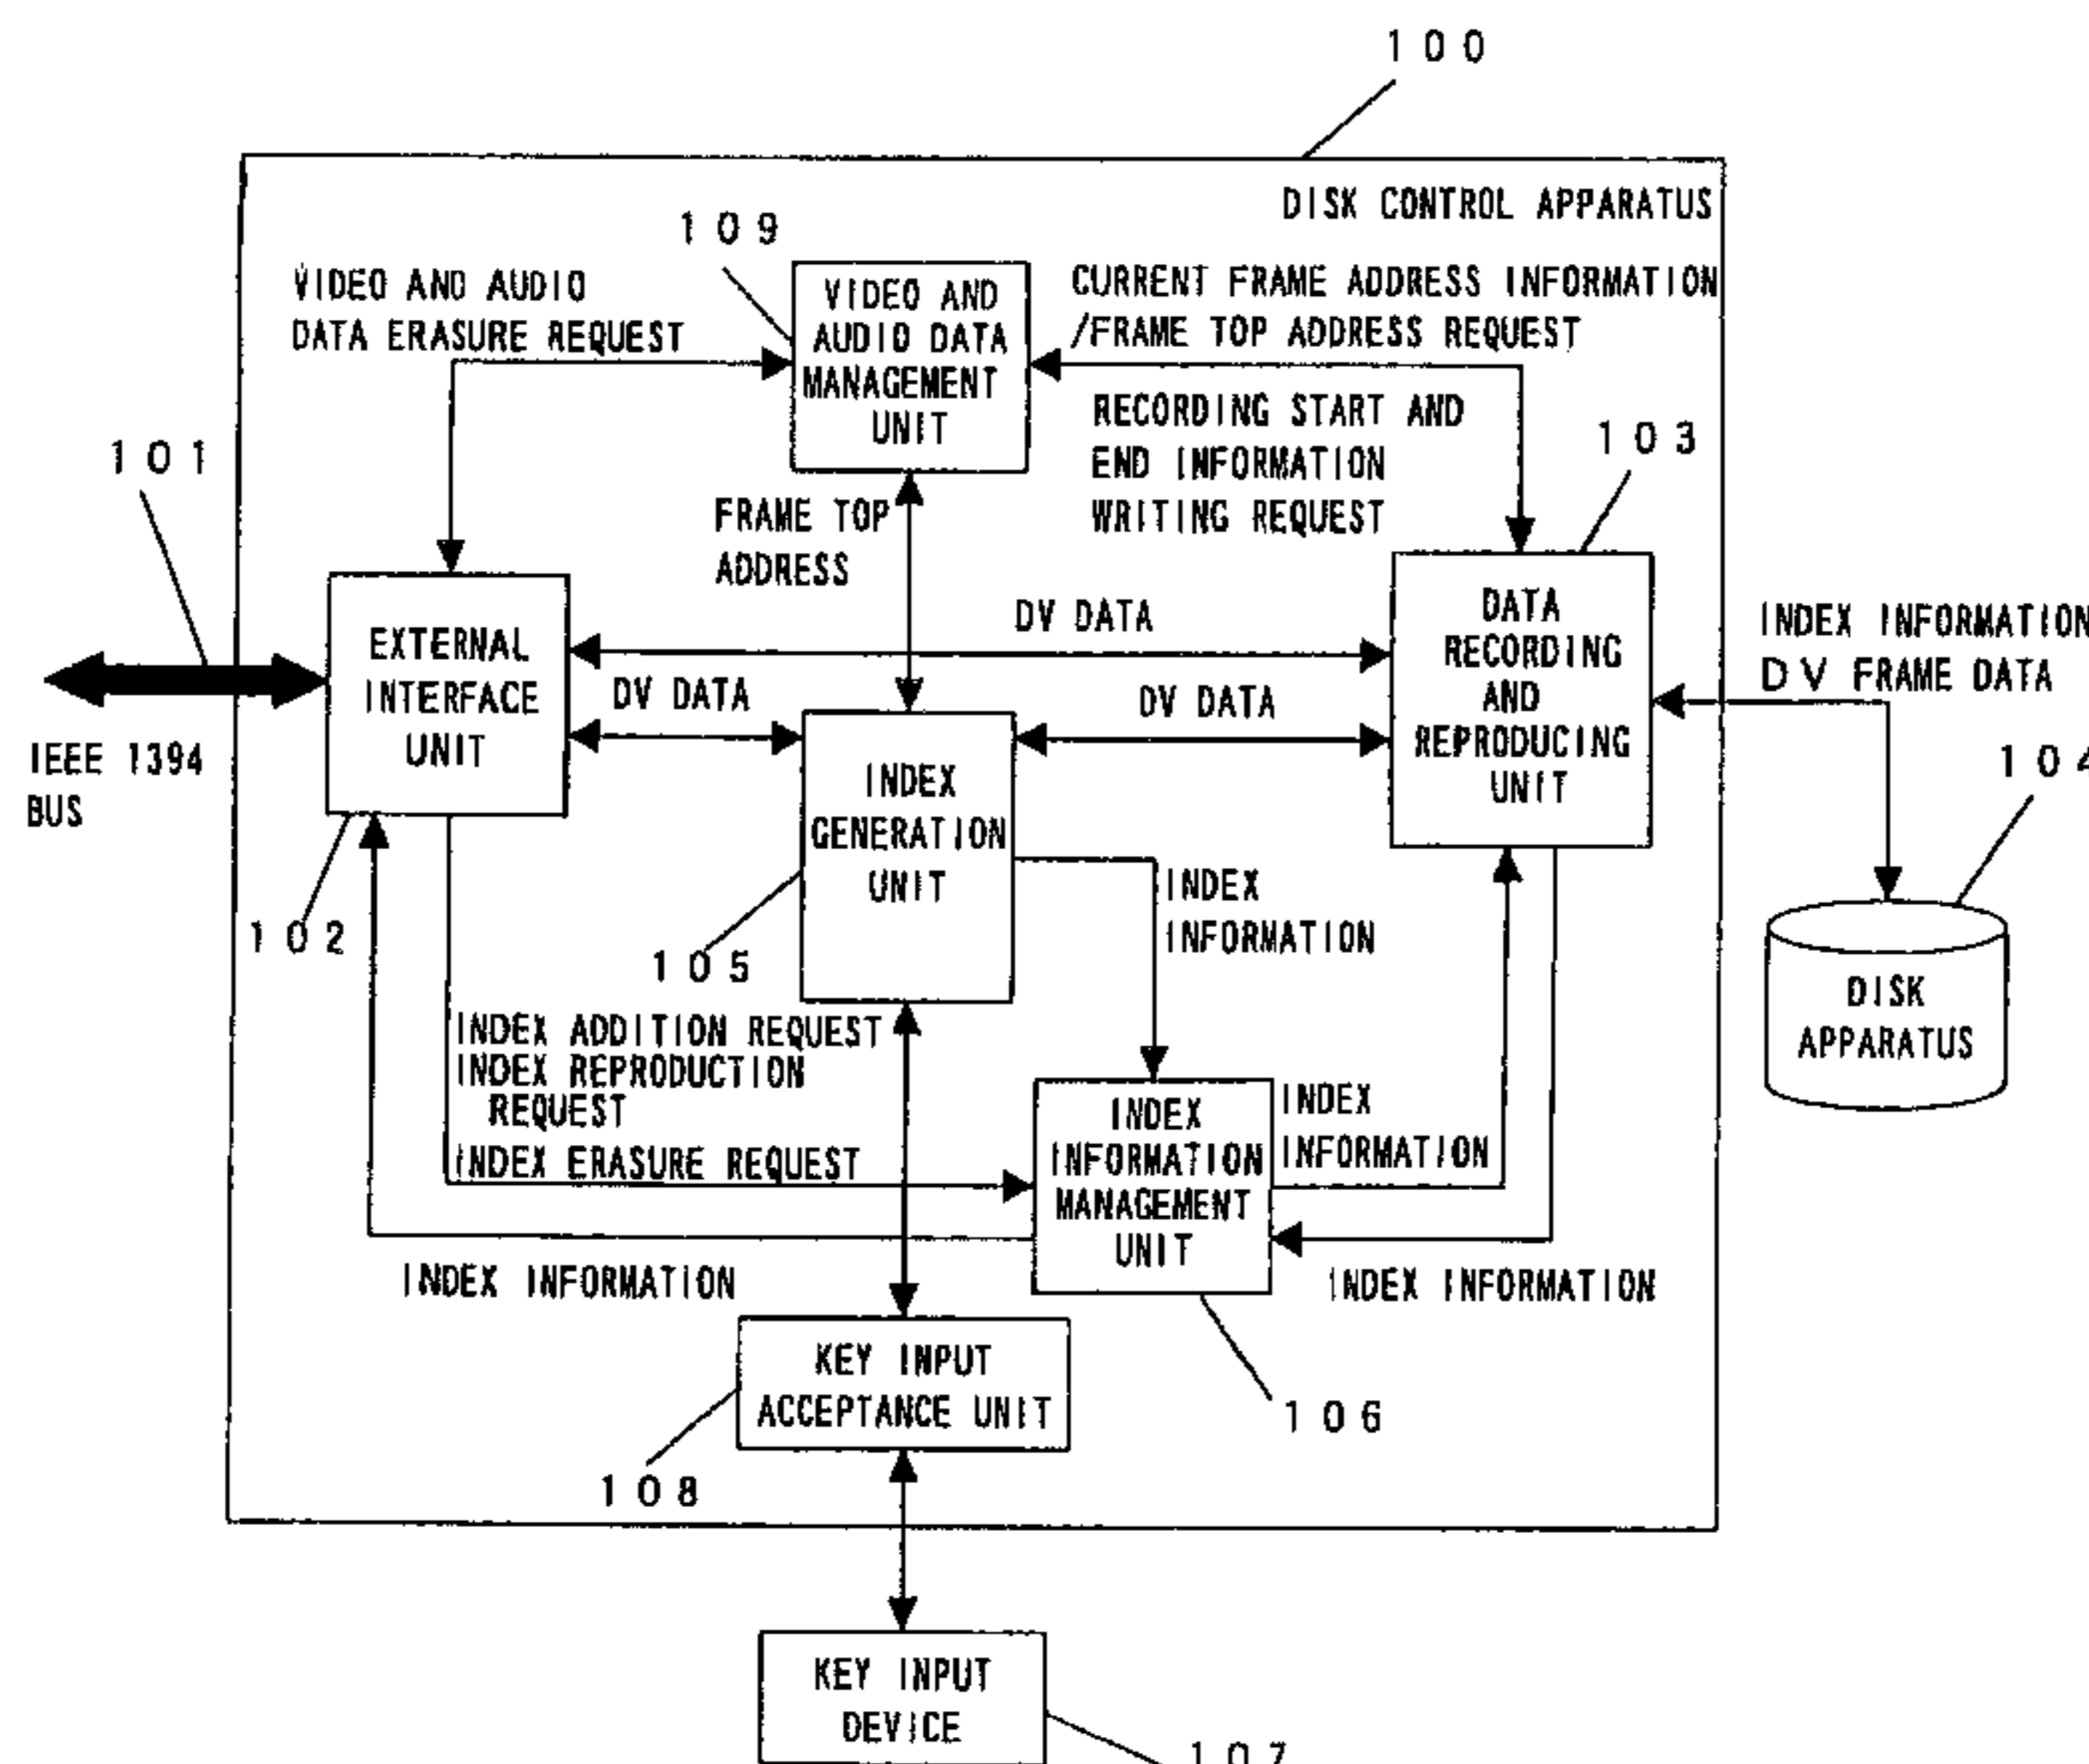 100
DISK CONTROL APPARATUS
109
VIDEO AND AUDIO
DATA ERASURE REQUEST
VIDEO AND
AUDIO DATA
MANAGEMENT
UNIT
CURRENT FRAME ADDRESS INFORMATION
/FRAME TOP ADDRESS REQUEST
RECORDING START AND
END INFORMATION
WRITING REQUEST
103
101
FRAME TOP
ADDRESS
EXTERNAL
INTERFACE
UNIT
DV DATA
DV DATA
DV DATA
DATA
RECORDING
AND
REPRODUCING
UNIT
INDEX INFORMATION
DV FRAME DATA
IEEE 1394
BUS
104
INDEX
GENERATION
UNIT
INDEX
INFORMATION
102
105
DISK
APPARATUS
INDEX ADDITION REQUEST
INDEX REPRODUCTION
REQUEST
INDEX ERASURE REQUEST
INDEX
INFORMATION
MANAGEMENT
UNIT
INDEX
INFORMATION
INDEX INFORMATION
INDEX INFORMATION
KEY INPUT
ACCEPTANCE UNIT
106
108
KEY INPUT
DEVICE
107